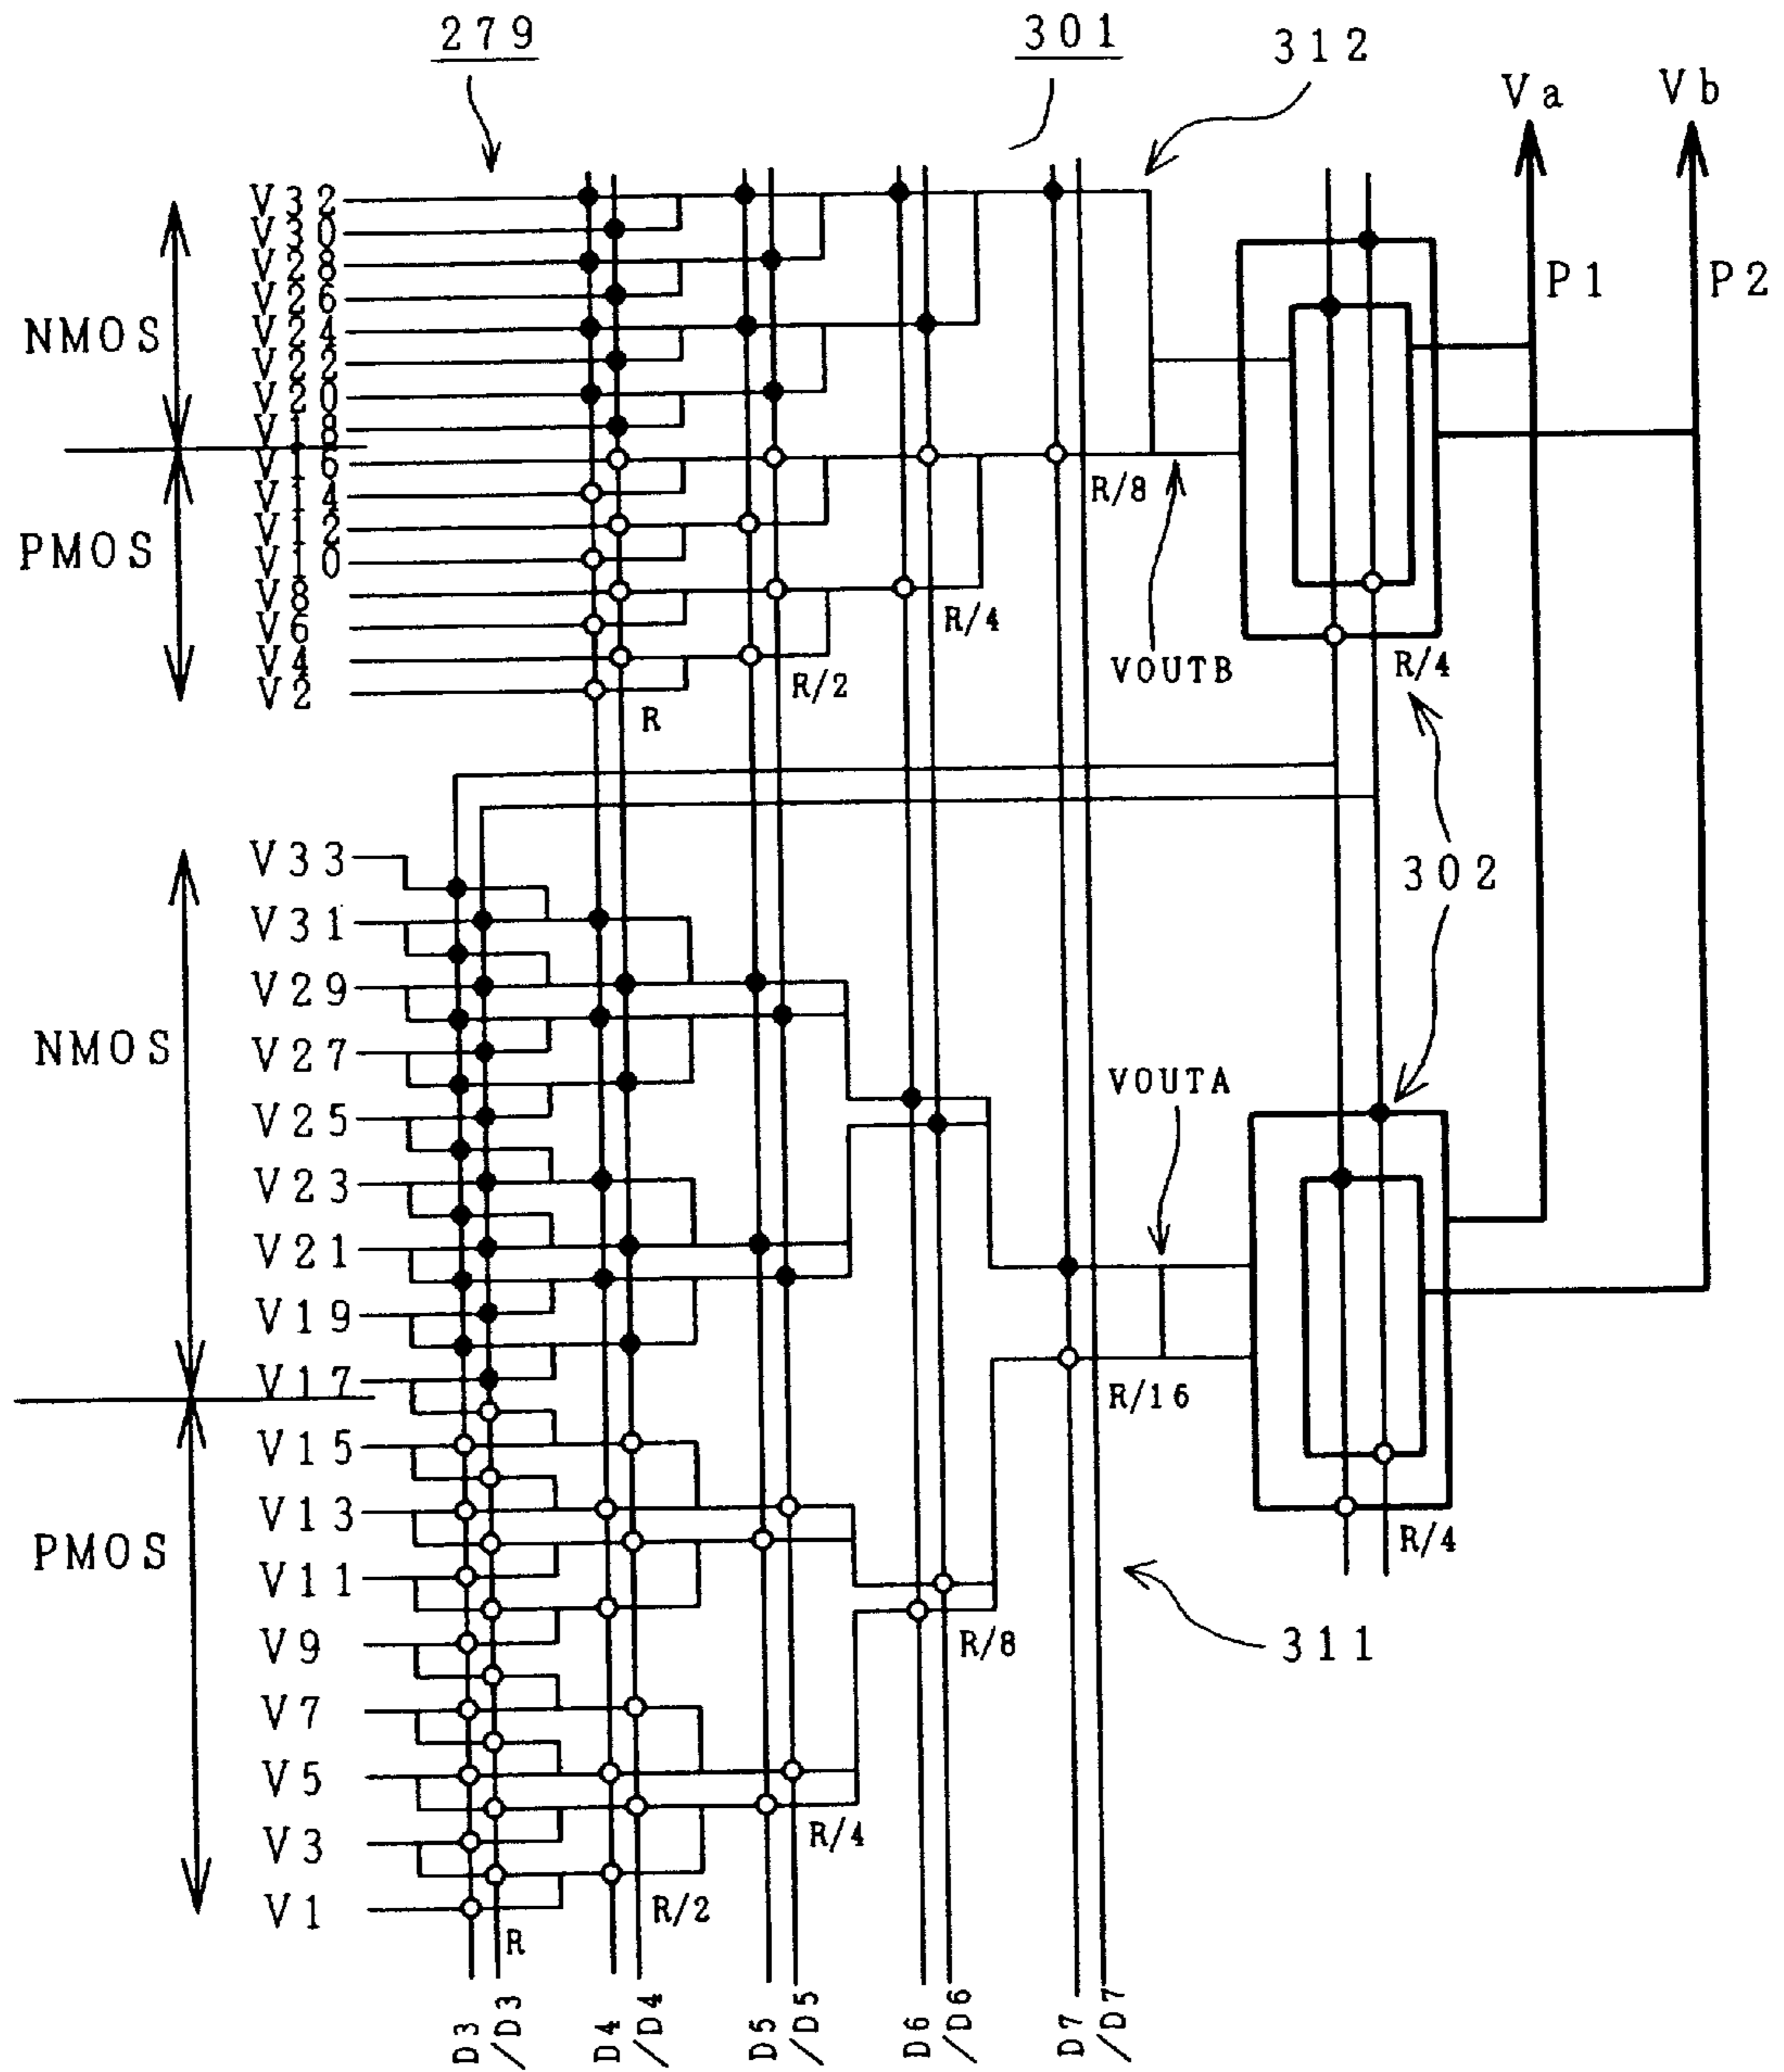 279
301
312
Va
Vb
V32
V30
V28
V26
V24
V22
V20
V18
V16
V14
V12
V10
V8
V6
V4
V2
NMOS
PMOS
P1
P2
R/8
R/4
R/2
R
VOUTB
R/4
302
V33
V31
V29
V27
V25
V23
V21
V19
V17
V15
V13
V11
V9
V7
V5
V3
V1
NMOS
PMOS
VOUTA
R/16
R/4
R/8
311
R/4
R/2
R
D3
/D3
D4
/D4
D5
/D5
D6
/D6
D7
/D7